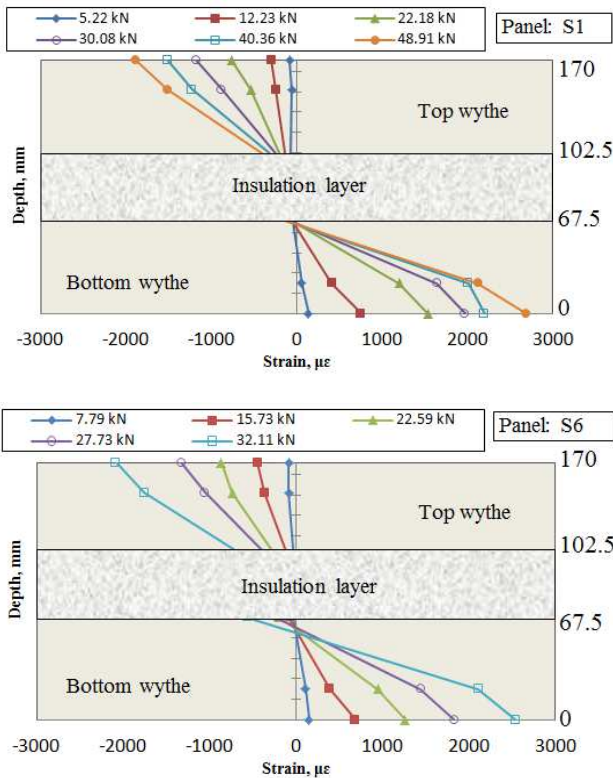 5.22 kN 12.23 kN 22.18 kN
30.08 kN 40.36 kN 48.91 kN
Panel: S1
170
Top wythe
102.5
Insulation layer
67.5
Bottom wythe
0
Depth, mm
-3000 -2000 -1000 0 1000 2000 3000
Strain, με
7.79 kN 15.73 kN 22.59 kN
27.73 kN 32.11 kN
Panel: S6
170
Top wythe
102.5
Insulation layer
67.5
Bottom wythe
0
Depth, mm
-3000 -2000 -1000 0 1000 2000 3000
Strain, με